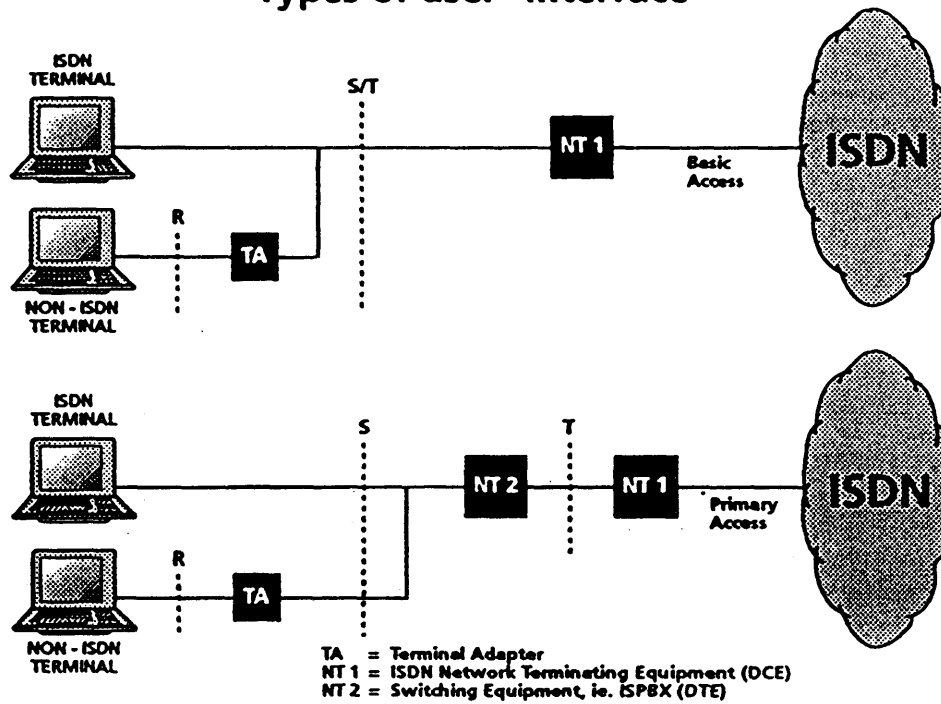 Types of user - interface
ISDN
TERMINAL
S/T
NT 1
Basic
Access
ISDN
R
TA
NON - ISDN
TERMINAL
ISDN
TERMINAL
S
T
NT 2
NT 1
Primary
Access
ISDN
R
TA
NON - ISDN
TERMINAL
TA = Terminal Adapter
NT 1 = ISDN Network Terminating Equipment (DCE)
NT 2 = Switching Equipment, ie. ISPBX (DTE)